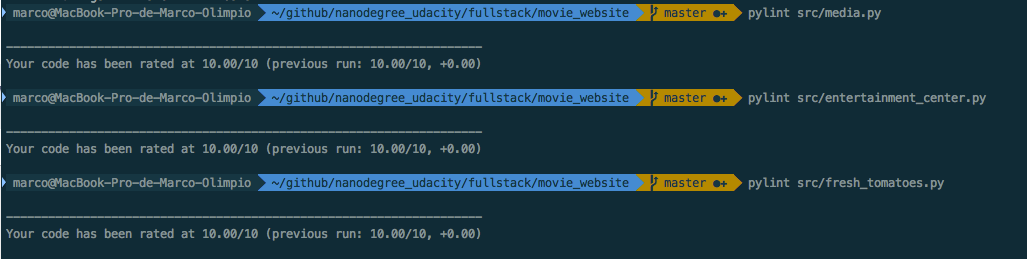 marco@MacBook-Pro-de-Marco-Olimpio ~/github/nanodegree_udacity/fullstack/movie_website master ●+ pylint src/media.py
Your code has been rated at 10.00/10 (previous run: 10.00/10, +0.00)
marco@MacBook-Pro-de-Marco-Olimpio ~/github/nanodegree_udacity/fullstack/movie_website master ●+ pylint src/entertainment_center.py
Your code has been rated at 10.00/10 (previous run: 10.00/10, +0.00)
marco@MacBook-Pro-de-Marco-Olimpio ~/github/nanodegree_udacity/fullstack/movie_website master ●+ pylint src/fresh_tomatoes.py
Your code has been rated at 10.00/10 (previous run: 10.00/10, +0.00)